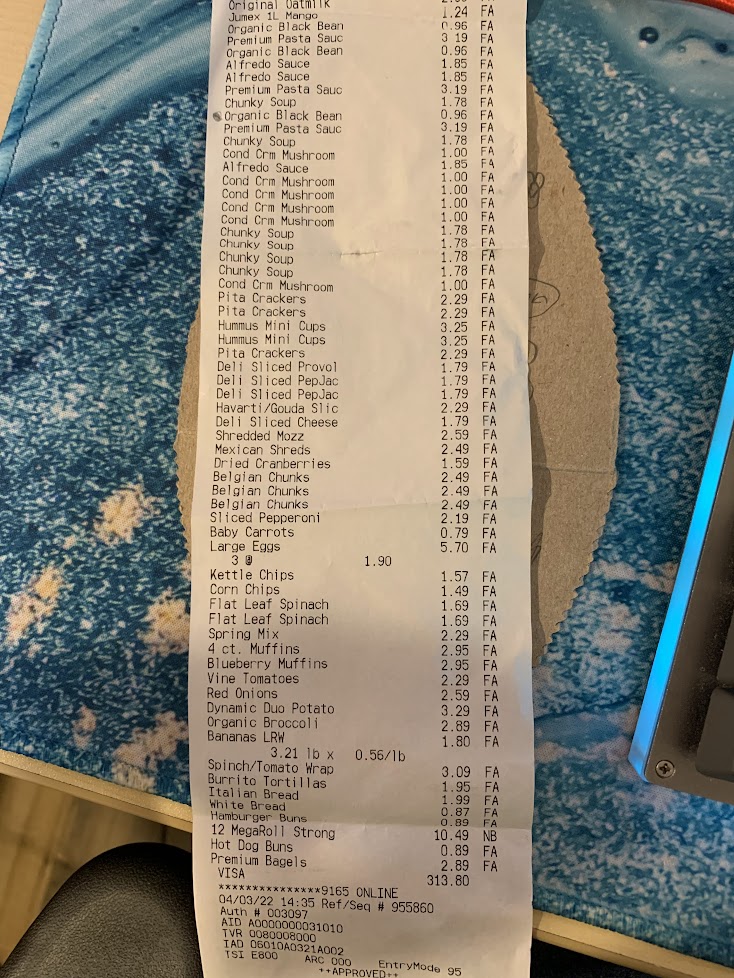 Original Oatmilk
Jumex 1L Mango 1.24 FA
Organic Black Bean 0.96 FA
Premium Pasta Sauc 3.19 FA
Organic Black Bean 0.96 FA
Alfredo Sauce 1.85 FA
Alfredo Sauce 1.85 FA
Premium Pasta Sauc 3.19 FA
Chunky Soup 1.78 FA
Organic Black Bean 0.96 FA
Premium Pasta Sauc 3.19 FA
Chunky Soup 1.78 FA
Cond Crm Mushroom 1.00 FA
Alfredo Sauce 1.85 FA
Cond Crm Mushroom 1.00 FA
Cond Crm Mushroom 1.00 FA
Cond Crm Mushroom 1.00 FA
Cond Crm Mushroom 1.00 FA
Chunky Soup 1.78 FA
Chunky Soup 1.78 FA
Chunky Soup 1.78 FA
Chunky Soup 1.78 FA
Cond Crm Mushroom 1.00 FA
Pita Crackers 2.29 FA
Pita Crackers 2.29 FA
Hummus Mini Cups 3.25 FA
Hummus Mini Cups 3.25 FA
Pita Crackers 2.29 FA
Deli Sliced Provol 1.79 FA
Deli Sliced PepJac 1.79 FA
Deli Sliced PepJac 1.79 FA
Havarti/Gouda Slic 2.29 FA
Deli Sliced Cheese 1.79 FA
Shredded Mozz 2.59 FA
Mexican Shreds 2.49 FA
Dried Cranberries 1.59 FA
Belgian Chunks 2.49 FA
Belgian Chunks 2.49 FA
Belgian Chunks 2.49 FA
Sliced Pepperoni 2.19 FA
Baby Carrots 0.79 FA
Large Eggs 5.70 FA
3 @ 1.90
Kettle Chips 1.57 FA
Corn Chips 1.49 FA
Flat Leaf Spinach 1.69 FA
Flat Leaf Spinach 1.69 FA
Spring Mix 2.29 FA
4 ct. Muffins 2.95 FA
Blueberry Muffins 2.95 FA
Vine Tomatoes 2.29 FA
Red Onions 2.59 FA
Dynamic Duo Potato 3.29 FA
Organic Broccoli 2.89 FA
Bananas LRW 1.80 FA
3.21 lb x 0.56/lb
Spinch/Tomato Wrap 3.09 FA
Burrito Tortillas 1.95 FA
Italian Bread 1.99 FA
White Bread 0.87 FA
Hamburger Buns 0.89 FA
12 MegaRoll Strong 10.49 NB
Hot Dog Buns 0.89 FA
Premium Bagels 2.89 FA
VISA 313.80
***************9165 ONLINE
04/03/22 14:35 Ref/Seq # 955860
Auth # 003097
AID A0000000031010
TVR 0080008000
IAD 06010A0321A002
TSI E800 ARC 000 EntryMode 95
++APPROVED++